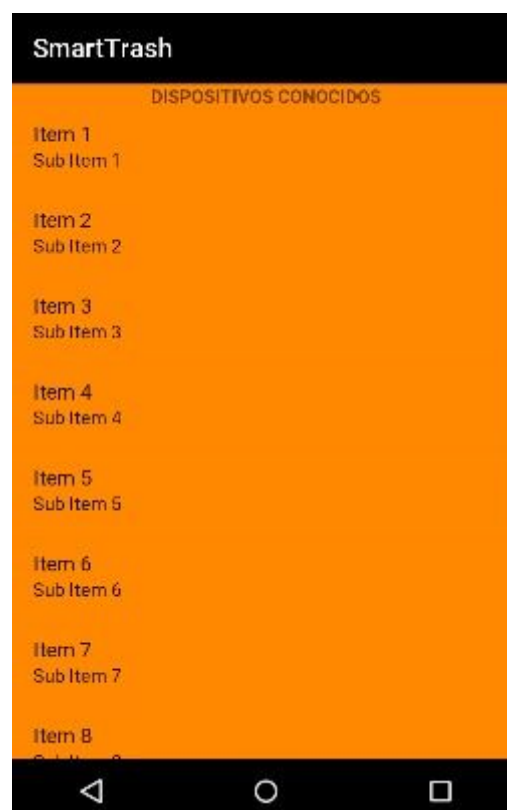 SmartTrash
DISPOSITIVOS CONOCIDOS
Item 1
Sub Item 1
Item 2
Sub Item 2
Item 3
Sub Item 3
Item 4
Sub Item 4
Item 5
Sub Item 5
Item 6
Sub Item 6
Item 7
Sub Item 7
Item 8